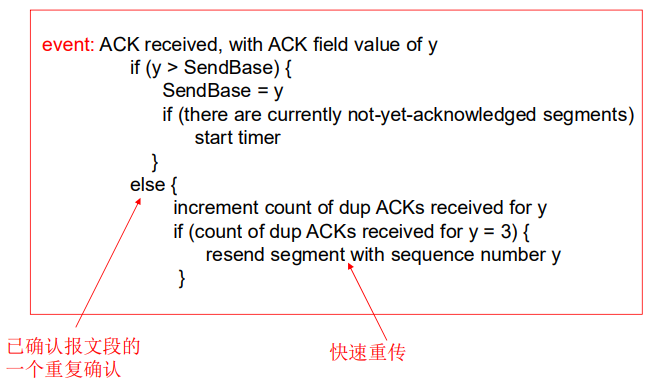 event: ACK received, with ACK field value of y
if (y > SendBase) {
SendBase = y
if (there are currently not-yet-acknowledged segments)
start timer
}
else {
increment count of dup ACKs received for y
if (count of dup ACKs received for y = 3) {
resend segment with sequence number y
}
已确认报文段的
一个重复确认
快速重传